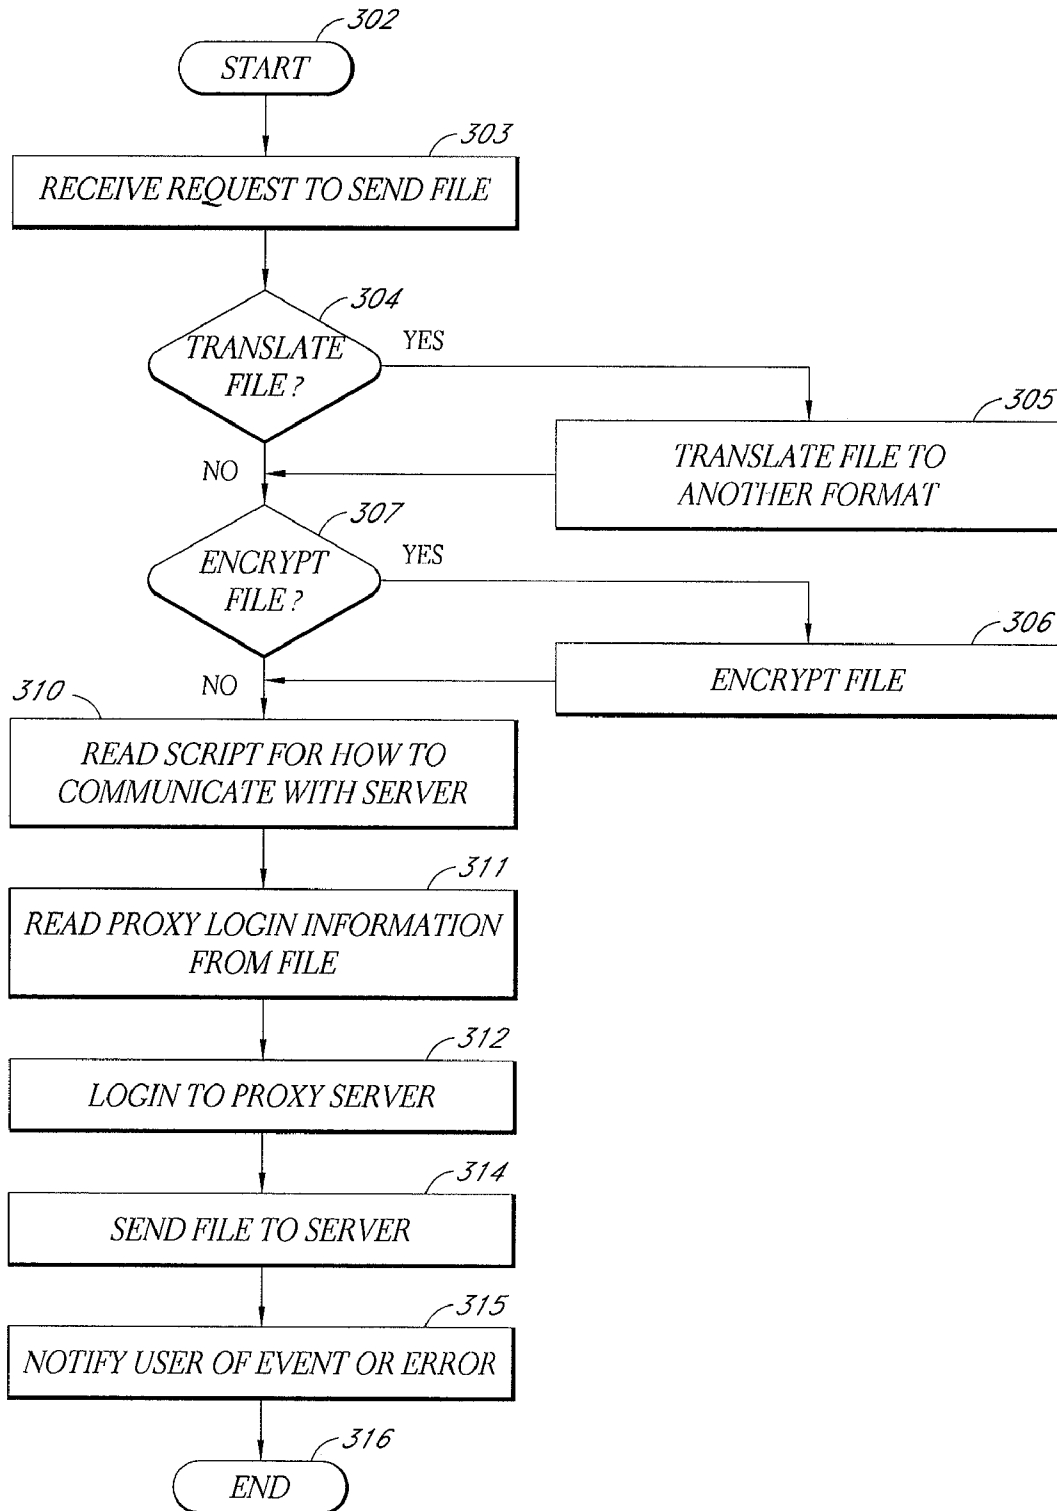 302
START
303
RECEIVE REQUEST TO SEND FILE
304
TRANSLATE
FILE?
YES
305
TRANSLATE FILE TO
ANOTHER FORMAT
NO
307
ENCRYPT
FILE?
YES
306
ENCRYPT FILE
NO
310
READ SCRIPT FOR HOW TO
COMMUNICATE WITH SERVER
311
READ PROXY LOGIN INFORMATION
FROM FILE
312
LOGIN TO PROXY SERVER
314
SEND FILE TO SERVER
315
NOTIFY USER OF EVENT OR ERROR
316
END